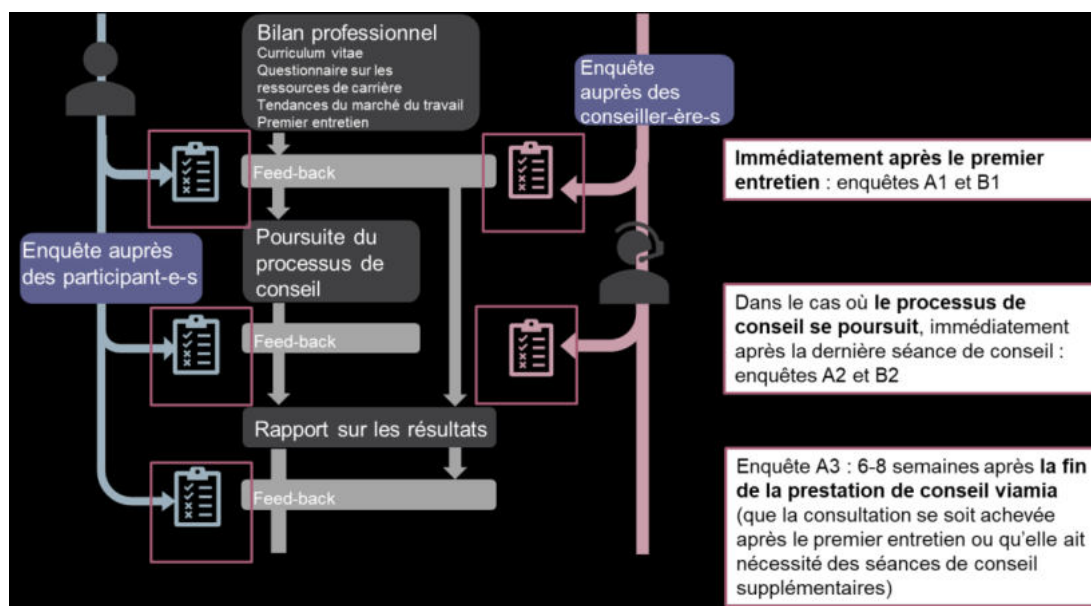 Bilan professionnel
Curriculum vitae
Questionnaire sur les
ressources de carrière
Tendances du marché du travail
Premier entretien
Enquête
auprès des
conseiller-ère-s
Feed-back
Immédiatement après le premier
entretien : enquêtes A1 et B1
Enquête auprès
des participant-e-s
Poursuite du
processus de
conseil
Feed-back
Dans le cas où le processus de
conseil se poursuit, immédiatement
après la dernière séance de conseil :
enquêtes A2 et B2
Rapport sur les résultats
Feed-back
Enquête A3 : 6-8 semaines après la fin
de la prestation de conseil viamia
(que la consultation se soit achevée
après le premier entretien ou qu'elle ait
nécessité des séances de conseil
supplémentaires)